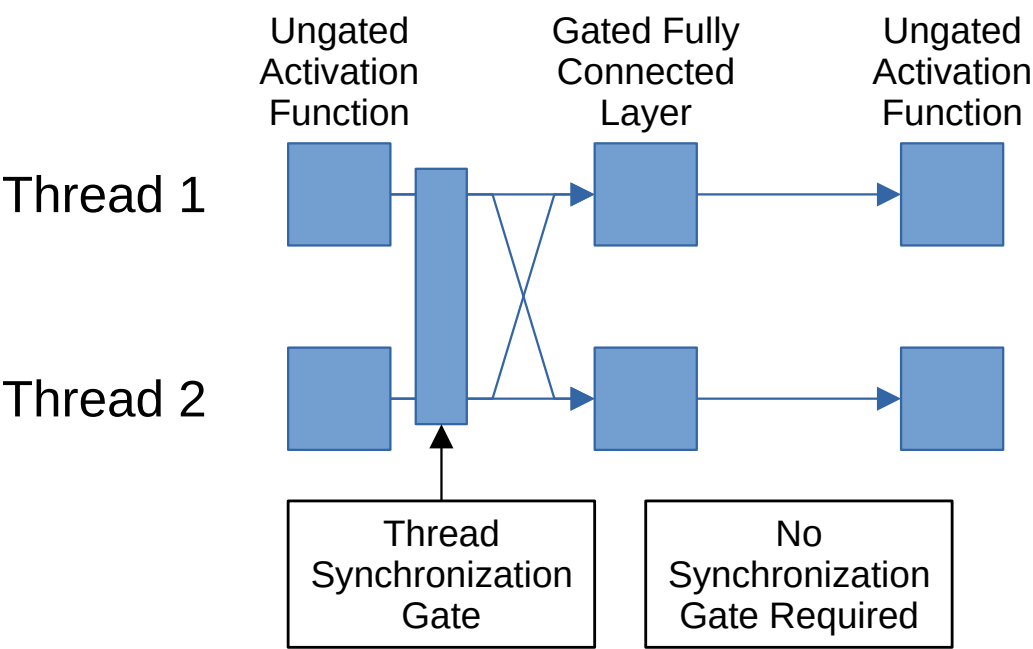 Ungated
Activation
Function
Gated Fully
Connected
Layer
Ungated
Activation
Function
Thread 1
Thread 2
Thread
Synchronization
Gate
No
Synchronization
Gate Required